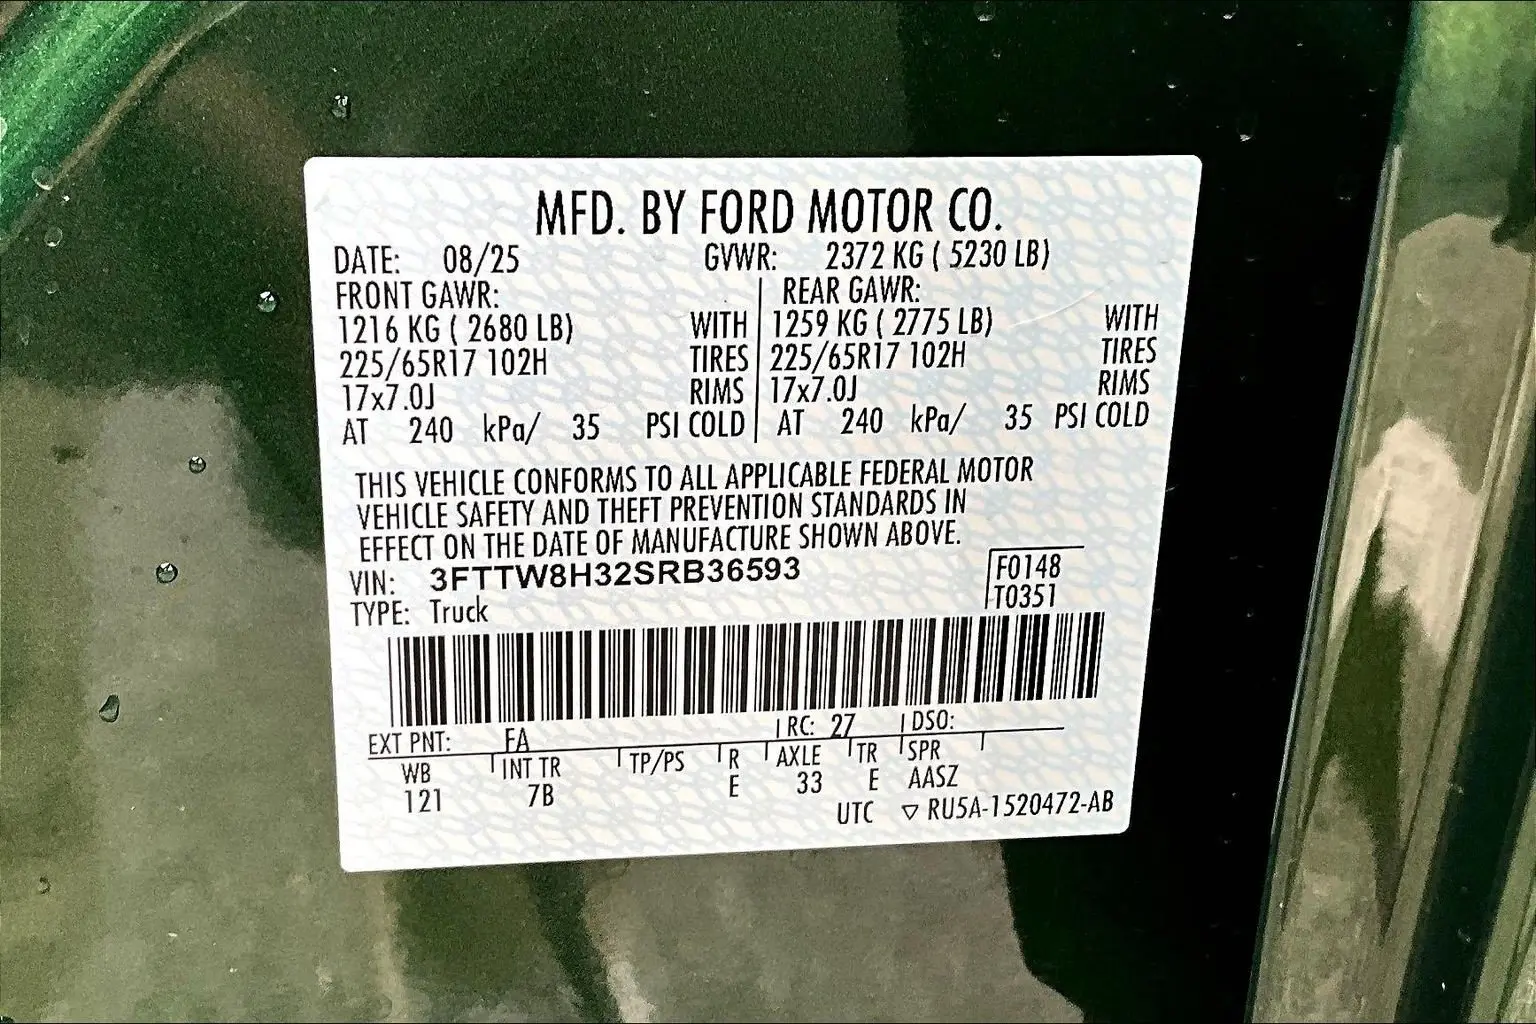 MFD. BY FORD MOTOR CO.
DATE: 08/25 GVWR: 2372 KG ( 5230 LB)
FRONT GAWR: REAR GAWR:
1216 KG ( 2680 LB) WITH 1259 KG ( 2775 LB) WITH
225/65R17 102H TIRES 225/65R17 102H TIRES
17x7.0J RIMS 17x7.0J RIMS
AT 240 kPa/ 35 PSI COLD AT 240 kPa/ 35 PSI COLD
THIS VEHICLE CONFORMS TO ALL APPLICABLE FEDERAL MOTOR
VEHICLE SAFETY AND THEFT PREVENTION STANDARDS IN
EFFECT ON THE DATE OF MANUFACTURE SHOWN ABOVE.
VIN: 3FTTW8H32SRB36593 F0148
TYPE: Truck T0351
EXT PNT: FA RC: 27 DSO:
WB INT TR TP/PS R AXLE TR SPR
121 7B E 33 E AASZ
UTC ▽ RU5A-1520472-AB